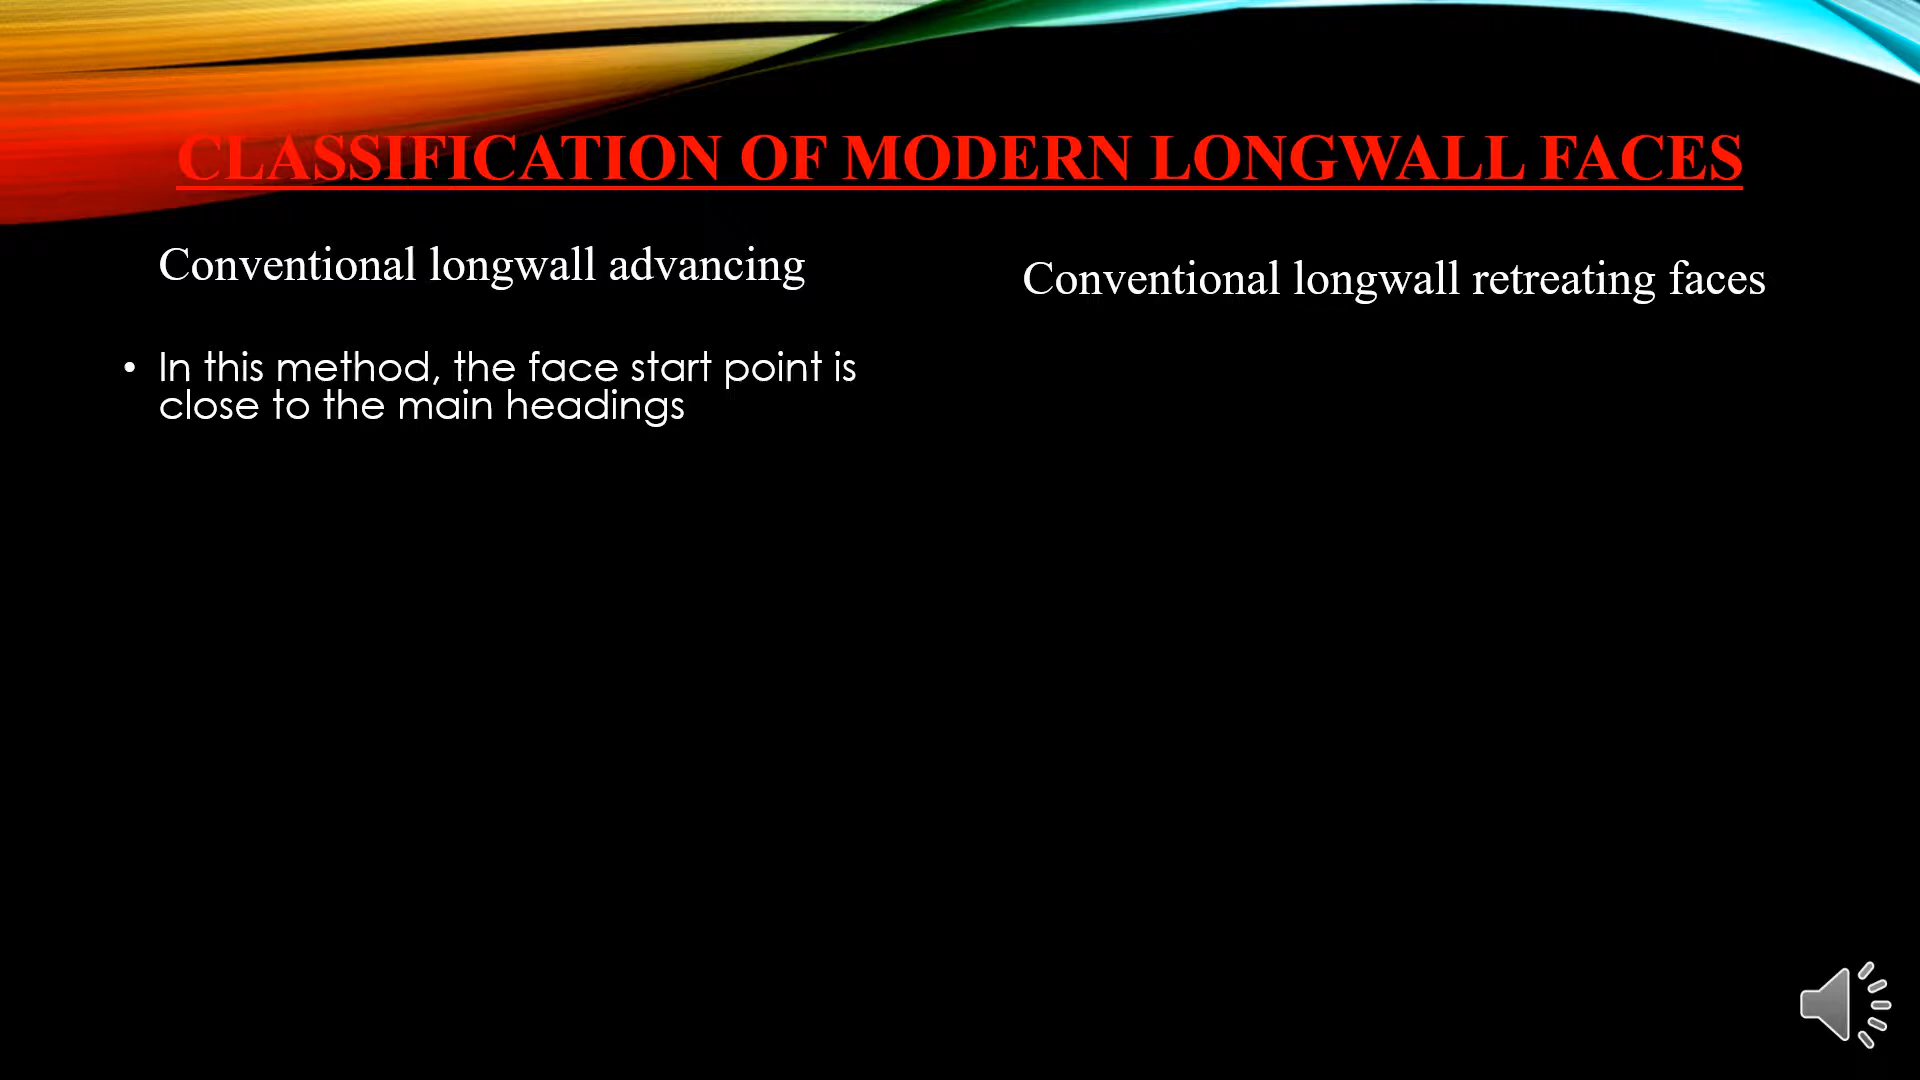 CLASSIFICATION OF MODERN LONGWALL FACES
Conventional longwall advancing
• In this method, the face start point is
close to the main headings
Conventional longwall retreating faces